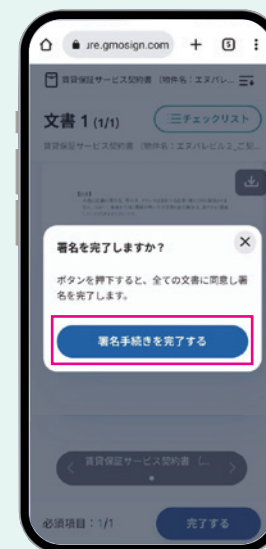 ure.gmosign.com
5
賃貸保証サービス契約書 (物件名:エヌパレ...
文書 1 (1/1)
チェックリスト
賃貸保証サービス契約書 (物件名:エヌパレビル2_ご契...
署名を完了しますか?
ボタンを押下すると、全ての文書に同意し署
名を完了します。
署名手続きを完了する
賃貸保証サービス契約書 (...
必須項目:1/1
完了する